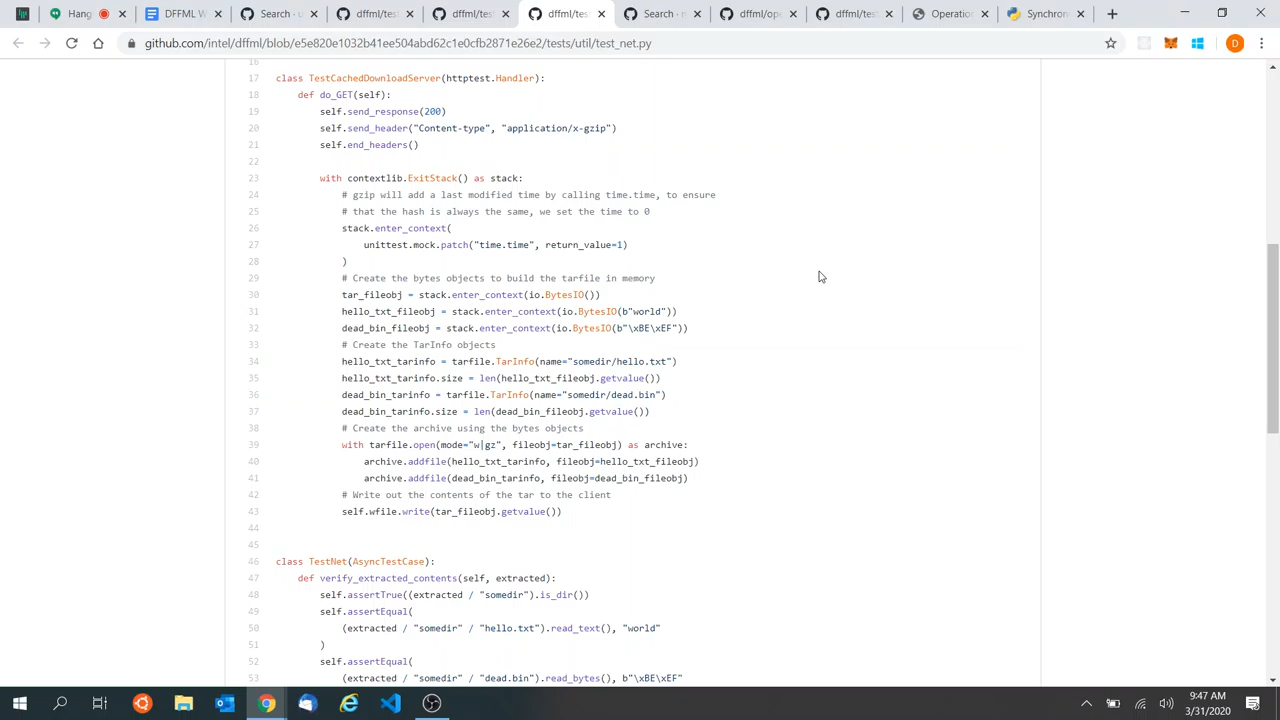 Hang
DFFML W
Search · u
dffml/tes
dffml/tes
dffml/tes
Search · n
dffml/ope
dffml/tes
Operation
Synchron
github.com/intel/dffml/blob/e5e820e1032b41ee504abd62c1e0cfb2871e26e2/tests/util/test_net.py
D
16
17 class TestCachedDownloadServer(httptest.Handler):
18 def do_GET(self):
19 self.send_response(200)
20 self.send_header("Content-type", "application/x-gzip")
21 self.end_headers()
22
23 with contextlib.ExitStack() as stack:
24 # gzip will add a last modified time by calling time.time, to ensure
25 # that the hash is always the same, we set the time to 0
26 stack.enter_context(
27 unittest.mock.patch("time.time", return_value=1)
28 )
29 # Create the bytes objects to build the tarfile in memory
30 tar_fileobj = stack.enter_context(io.BytesIO())
31 hello_txt_fileobj = stack.enter_context(io.BytesIO(b"world"))
32 dead_bin_fileobj = stack.enter_context(io.BytesIO(b"\xBE\xEF"))
33 # Create the TarInfo objects
34 hello_txt_tarinfo = tarfile.TarInfo(name="somedir/hello.txt")
35 hello_txt_tarinfo.size = len(hello_txt_fileobj.getvalue())
36 dead_bin_tarinfo = tarfile.TarInfo(name="somedir/dead.bin")
37 dead_bin_tarinfo.size = len(dead_bin_fileobj.getvalue())
38 # Create the archive using the bytes objects
39 with tarfile.open(mode="w|gz", fileobj=tar_fileobj) as archive:
40 archive.addfile(hello_txt_tarinfo, fileobj=hello_txt_fileobj)
41 archive.addfile(dead_bin_tarinfo, fileobj=dead_bin_fileobj)
42 # Write out the contents of the tar to the client
43 self.wfile.write(tar_fileobj.getvalue())
44
45
46 class TestNet(AsyncTestCase):
47 def verify_extracted_contents(self, extracted):
48 self.assertTrue((extracted / "somedir").is_dir())
49 self.assertEqual(
50 (extracted / "somedir" / "hello.txt").read_text(), "world"
51 )
52 self.assertEqual(
53 (extracted / "somedir" / "dead.bin").read_bytes(), b"\xBE\xEF"
9:47 AM
3/31/2020